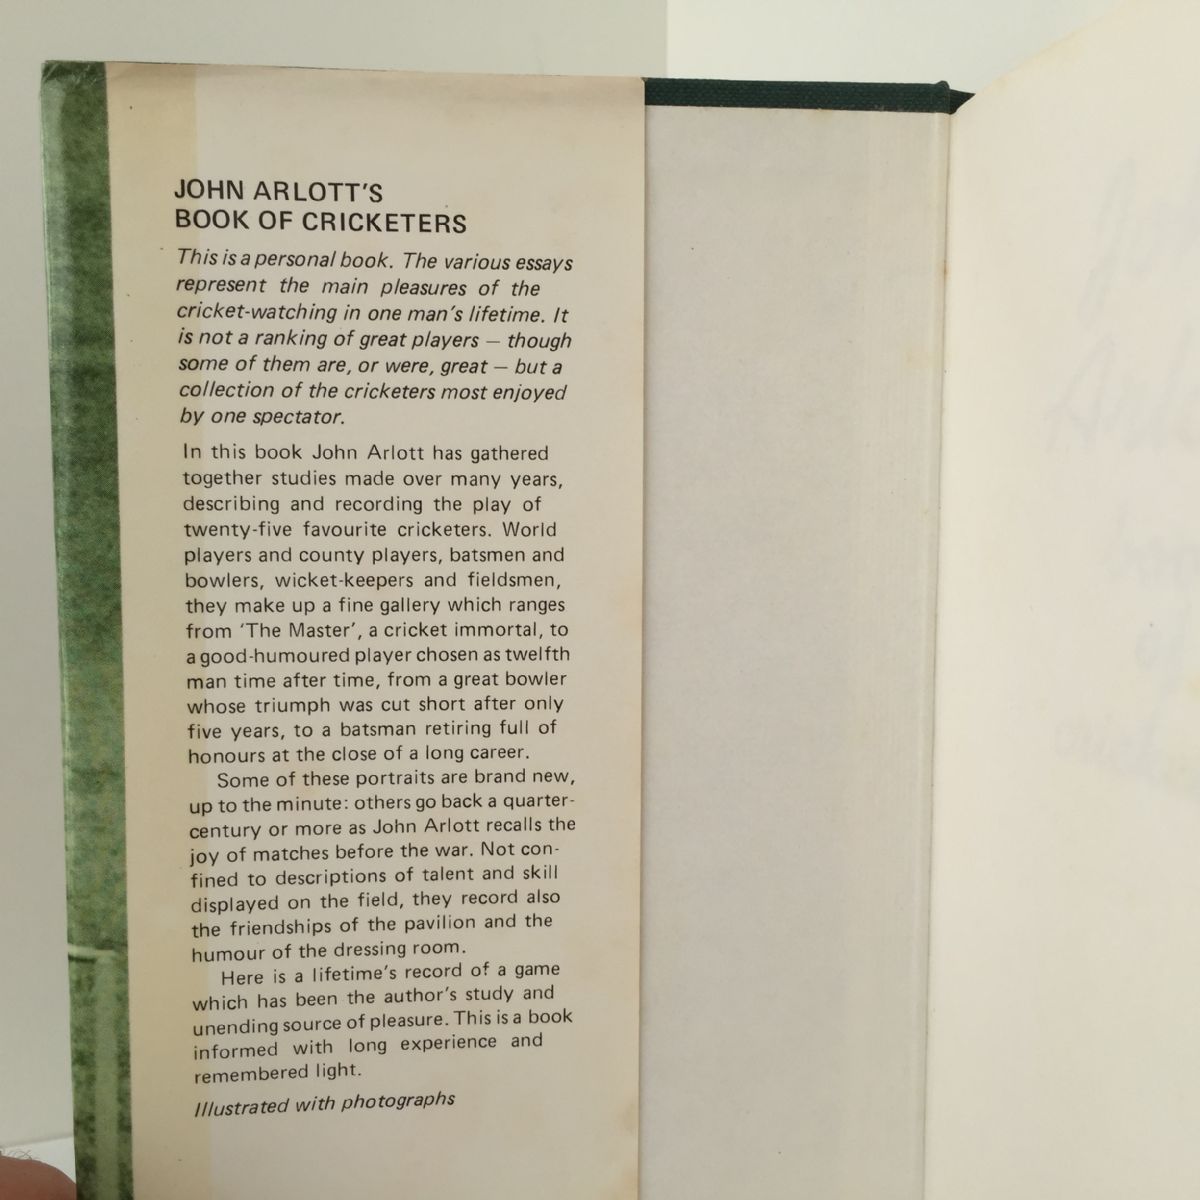 JOHN ARLOTT'S
BOOK OF CRICKETERS
This is a personal book. The various essays
represent the main pleasures of the
cricket-watching in one man's lifetime. It
is not a ranking of great players – though
some of them are, or were, great – but a
collection of the cricketers most enjoyed
by one spectator.
In this book John Arlott has gathered
together studies made over many years,
describing and recording the play of
twenty-five favourite cricketers. World
players and county players, batsmen and
bowlers, wicket-keepers and fieldsmen,
they make up a fine gallery which ranges
from 'The Master', a cricket immortal, to
a good-humoured player chosen as twelfth
man time after time, from a great bowler
whose triumph was cut short after only
five years, to a batsman retiring full of
honours at the close of a long career.
Some of these portraits are brand new,
up to the minute: others go back a quarter-
century or more as John Arlott recalls the
joy of matches before the war. Not con-
fined to descriptions of talent and skill
displayed on the field, they record also
the friendships of the pavilion and the
humour of the dressing room.
Here is a lifetime's record of a game
which has been the author's study and
unending source of pleasure. This is a book
informed with long experience and
remembered light.
Illustrated with photographs